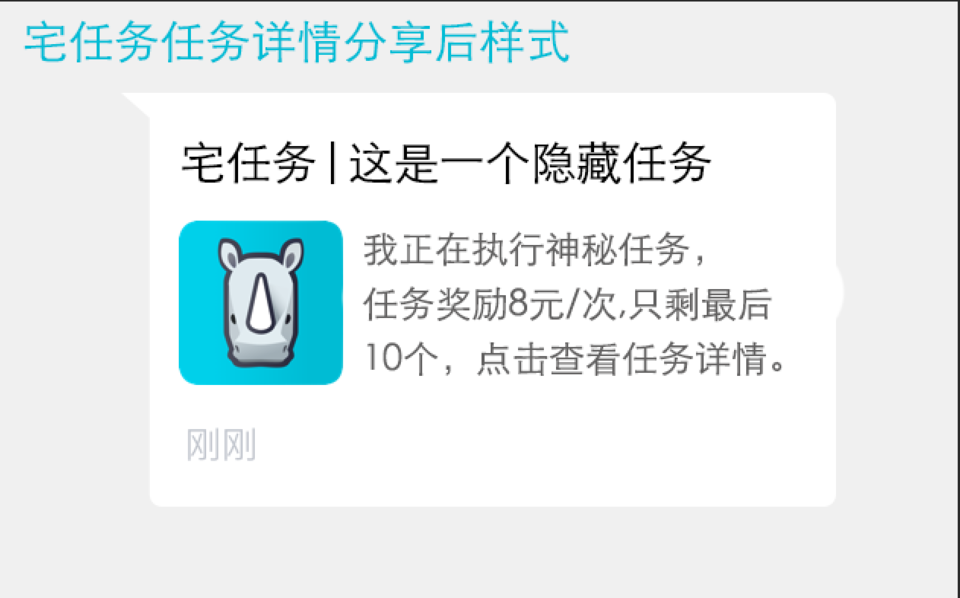 宅任务任务详情分享后样式
宅任务|这是一个隐藏任务
我正在执行神秘任务，
任务奖励8元/次,只剩最后
10个，点击查看任务详情。
刚刚